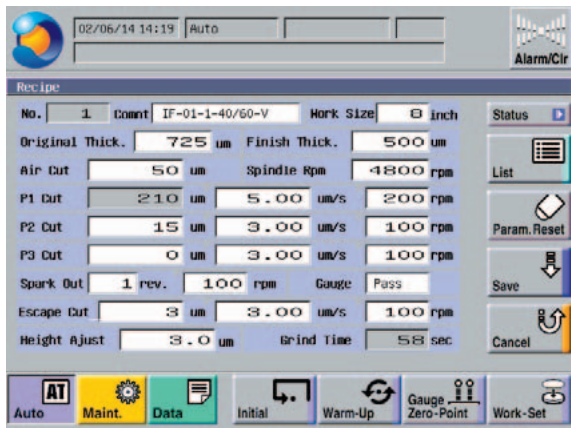 02/06/14 14:19 Auto
Alarm/Clr
Recipe
No. 1 Comnt IF-01-1-40/60-V Work Size 8 inch
Status
Original Thick. 725 um Finish Thick. 500 um
List
Air Cut 50 um Spindle Rpm 4800 rpm
P1 Cut 210 um 5.00 um/s 200 rpm
Param.Reset
P2 Cut 15 um 3.00 um/s 100 rpm
P3 Cut 0 um 3.00 um/s 100 rpm
Save
Spark Out 1 rev. 100 rpm Gauge Pass
Escape Cut 3 um 3.00 um/s 100 rpm
Height Ajust 3.0 um Grind Time 58 sec
Cancel
AT
Auto Maint. Data Initial Warm-Up Gauge Zero-Point Work-Set